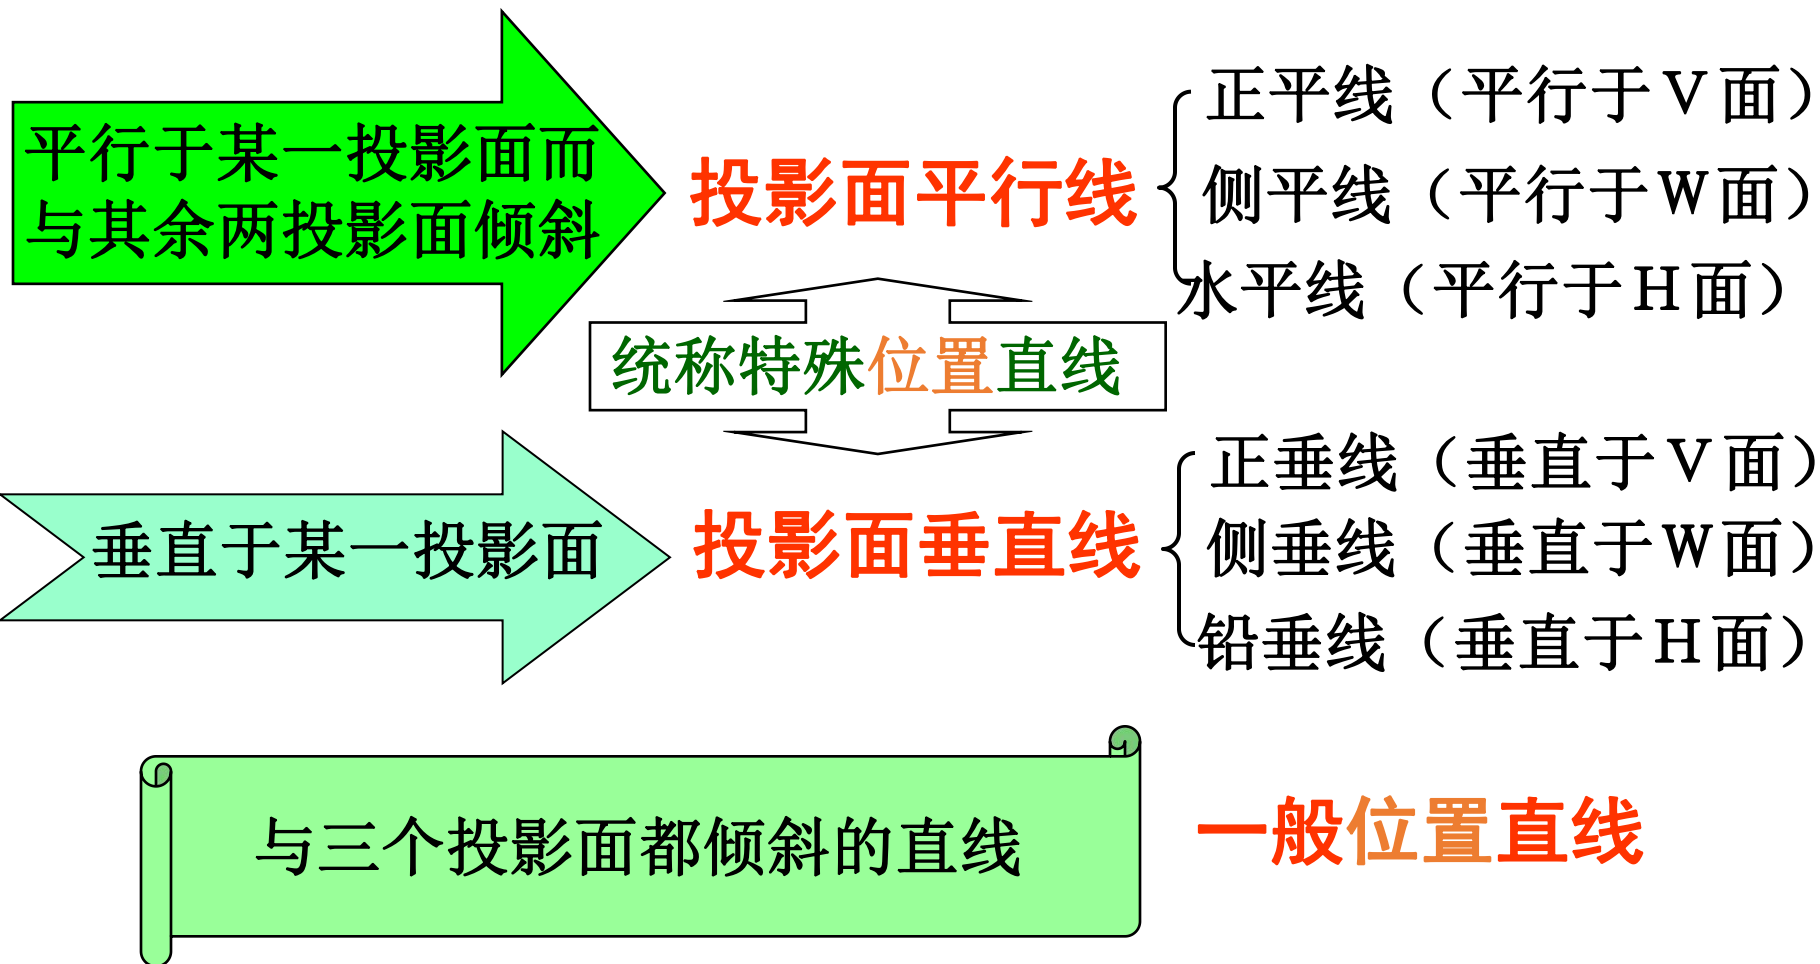 平行于某一投影面而
与其余两投影面倾斜
投影面平行线
正平线（平行于V面）
侧平线（平行于W面）
水平线（平行于H面）
统称特殊位置直线
垂直于某一投影面
投影面垂直线
正垂线（垂直于V面）
侧垂线（垂直于W面）
铅垂线（垂直于H面）
与三个投影面都倾斜的直线
一般位置直线